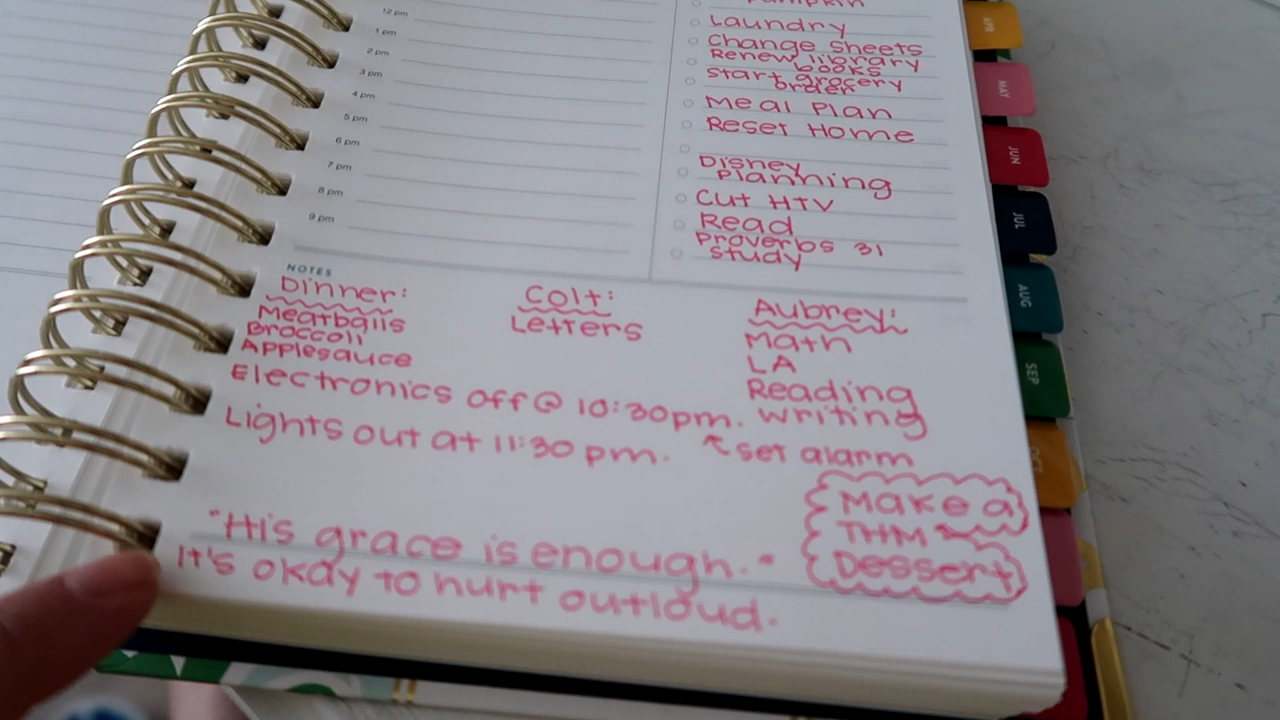 12 pm
1 pm
2 pm
3 pm
4 pm
5 pm
6 pm
7 pm
8 pm
9 pm
Pumpkin
Laundry
Change sheets
Renew library
books
Start grocery
order
Meal Plan
Reset Home
Disney
Planning
Cut HTV
Read
Proverbs 31
study
NOTES
Dinner:
Meatballs
Broccoli
Applesauce
Colt:
Letters
Aubrey:
Math
LA
Reading
writing
Electronics off @ 10:30pm.
Lights out at 11:30 pm.
set alarm
Make a
THM
Dessert
"His grace is enough."
It's okay to hurt outloud.
APR
MAY
JUN
JUL
AUG
SEP
OCT